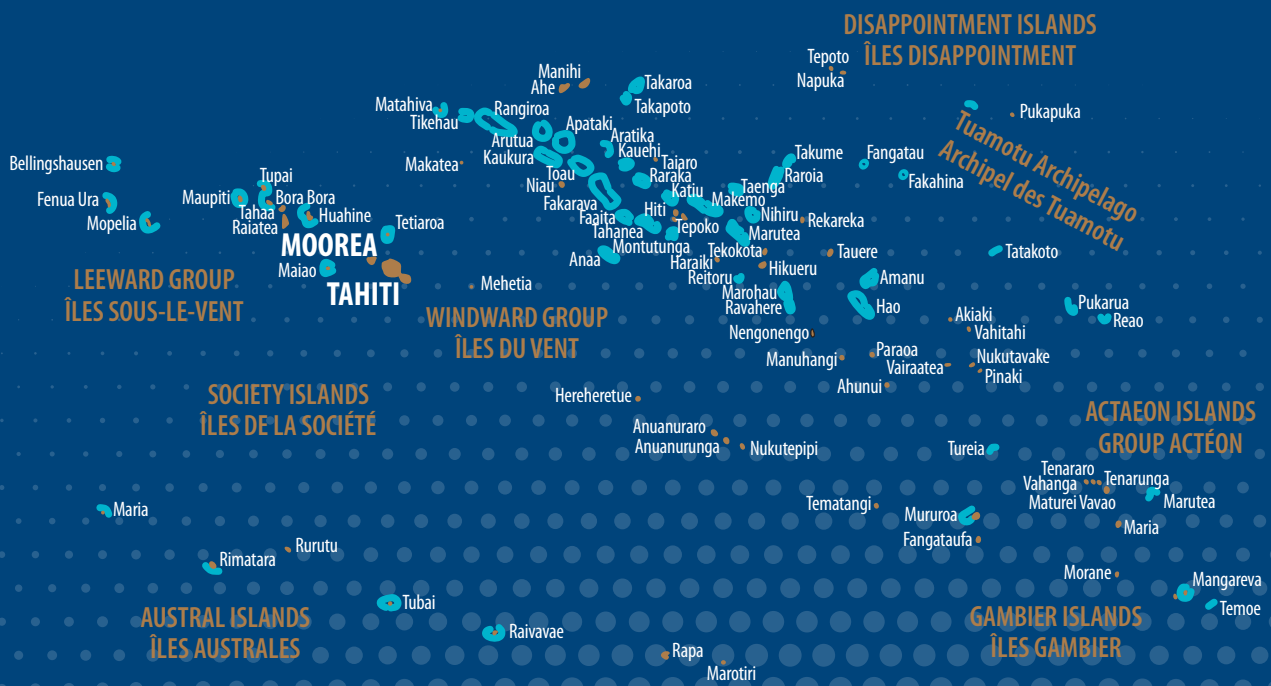 DISAPPOINTMENT ISLANDS
ÎLES DISAPPOINTMENT
Tepoto
Napuka
Manihi
Ahe
Takaroa
Takapoto
Pukapuka
Matahiva
Tikehau
Rangiroa
Apataki
Arutua
Kaukura
Aratika
Kauehi
Taiaro
Toau
Raraka
Niau
Katiu
Fakarava
Faaita
Hiti
Makemo
Tahanea
Tepoko
Montutunga
Anaa
Makatea
Takume
Raroia
Taenga
Fangatau
Fakahina
Tuamotu Archipelago
Archipel des Tuamotu
Nihiru
Rekareka
Marutea
Tekokota
Haraiki
Hikueru
Reitoru
Tauere
Tatakoto
Marohau
Ravahere
Amanu
Hao
Nengonengo
Pukarua
Reao
Akiaki
Vahitahi
Manuhangi
Paraoa
Vairaatea
Nukutavake
Pinaki
Ahunui
Bellingshausen
Fenua Ura
Mopelia
Maupiti
Tupai
Bora Bora
Tahaa
Raiatea
Huahine
Tetiaroa
MOOREA
Maiao
TAHITI
Mehetia
LEEWARD GROUP
ÎLES SOUS-LE-VENT
WINDWARD GROUP
ÎLES DU VENT
SOCIETY ISLANDS
ÎLES DE LA SOCIÉTÉ
Hereheretue
Anuanuraro
Anuanurunga
Nukutepipi
ACTAEON ISLANDS
GROUP ACTÉON
Tureia
Tenararo
Vahanga
Tenarunga
Maturei Vavao
Marutea
Maria
Tematangi
Mururoa
Fangataufa
Morane
Mangareva
Temoe
GAMBIER ISLANDS
ÎLES GAMBIER
Maria
Rimatara
Rurutu
Tubai
Raivavae
Rapa
Marotiri
AUSTRAL ISLANDS
ÎLES AUSTRALES